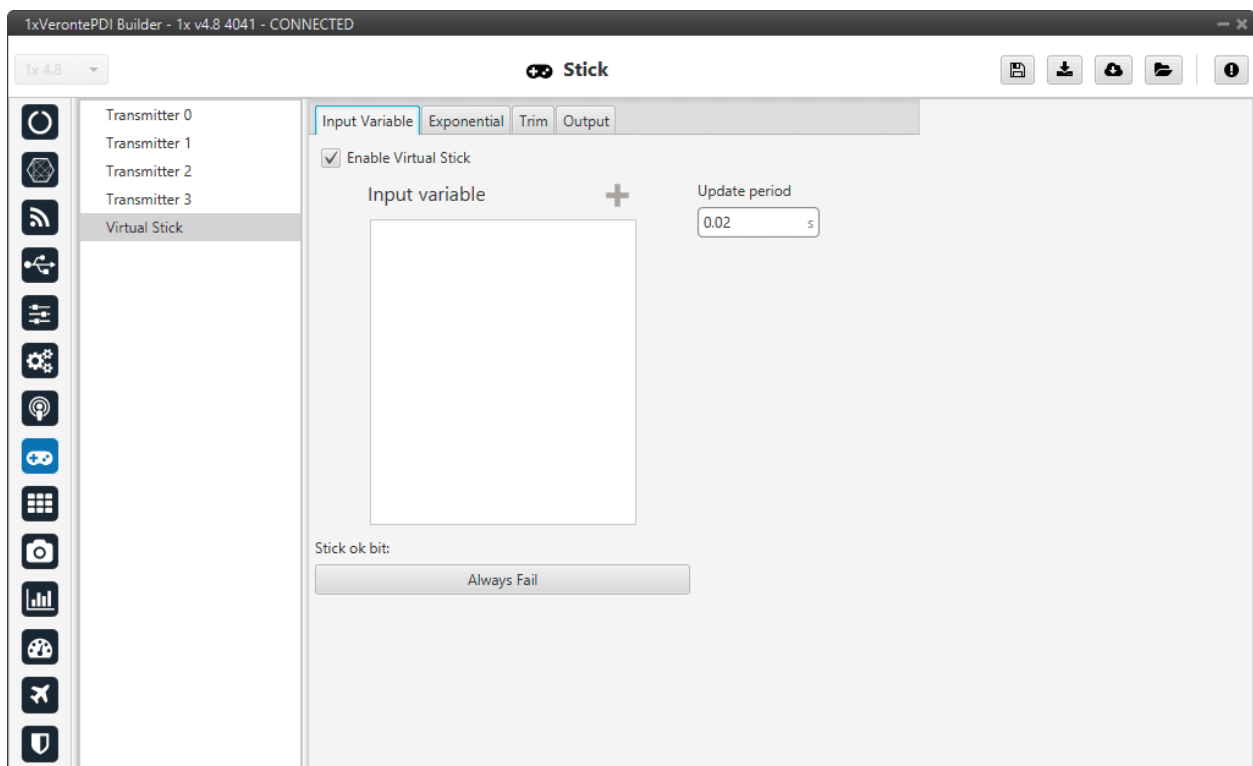 1xVerontePDI Builder - 1x v4.8 4041 - CONNECTED
1x 4.8
Stick
Transmitter 0
Transmitter 1
Transmitter 2
Transmitter 3
Virtual Stick
Input Variable Exponential Trim Output
Enable Virtual Stick
Input variable
Update period
0.02 s
Stick ok bit:
Always Fail